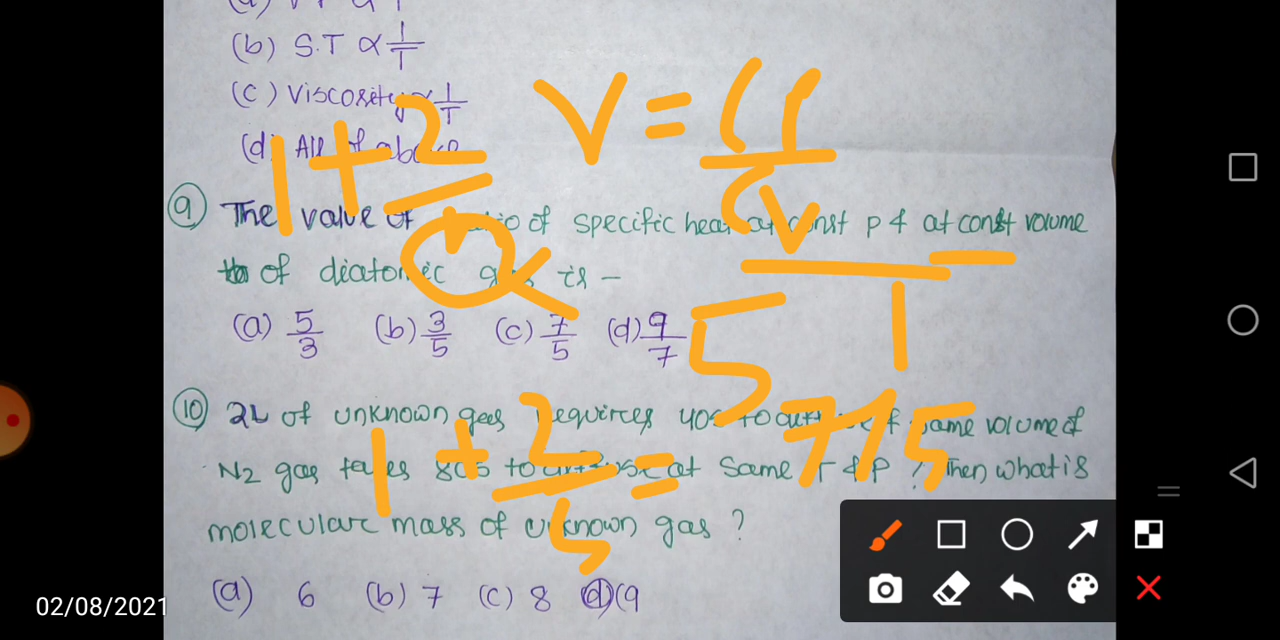 (b) S.T ∝ 1/T
(c) Viscosity ∝ 1/T
(d) All of above
1 + 2/
γ = Cp/Cv
(9) The value of of specific heat at const p & at const volume
of diatomic gas is —
(a) 5/3 (b) 3/5 (c) 7/5 (d) 9/7
5
(10) 2L of unknown gas requires 40s to of same volume of
1 + 2/5 = 7/5
N2 gas takes 80s to at same T & P ? Then what is
molecular mass of unknown gas ?
(a) 6 (b) 7 (c) 8 (d) 9
02/08/2021